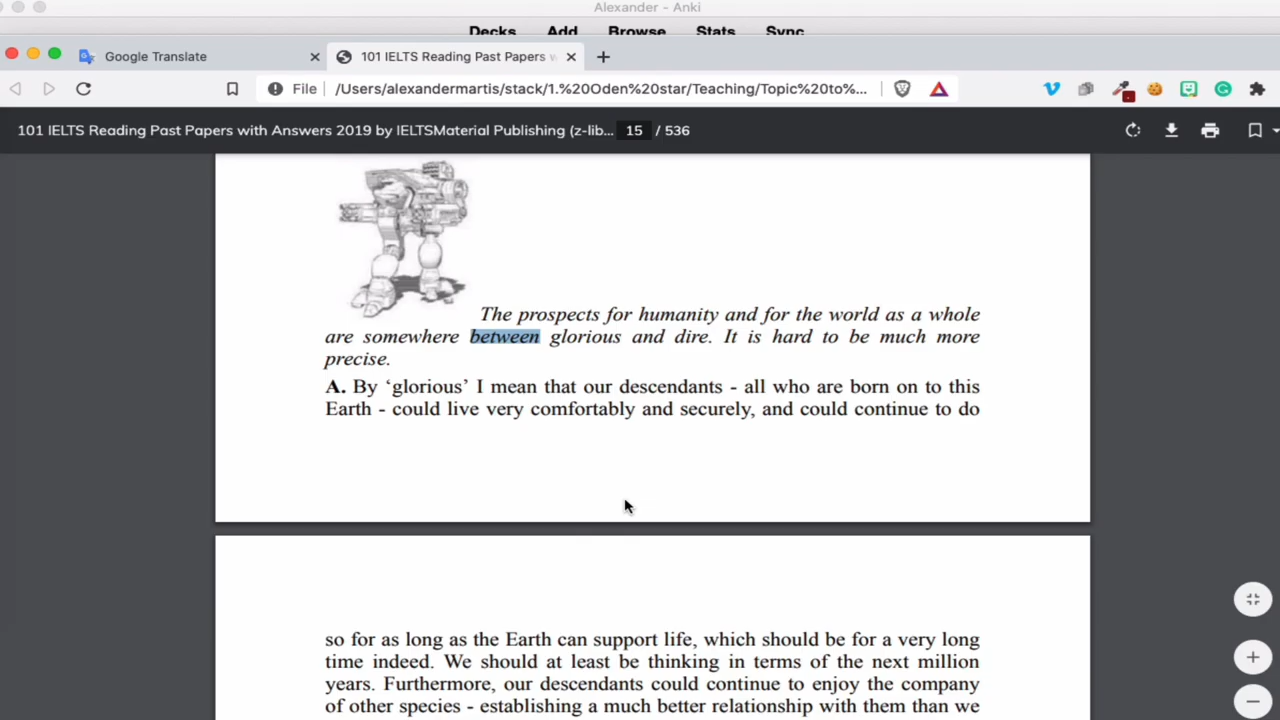 Alexander - Anki
Decks Add Browse Stats Sync
Google Translate
101 IELTS Reading Past Papers w
File /Users/alexandermartis/stack/1.%20Oden%20star/Teaching/Topic%20to%...
101 IELTS Reading Past Papers with Answers 2019 by IELTSMaterial Publishing (z-lib... 15 / 536
The prospects for humanity and for the world as a whole
are somewhere between glorious and dire. It is hard to be much more
precise.
A. By ‘glorious’ I mean that our descendants - all who are born on to this
Earth - could live very comfortably and securely, and could continue to do
so for as long as the Earth can support life, which should be for a very long
time indeed. We should at least be thinking in terms of the next million
years. Furthermore, our descendants could continue to enjoy the company
of other species - establishing a much better relationship with them than we